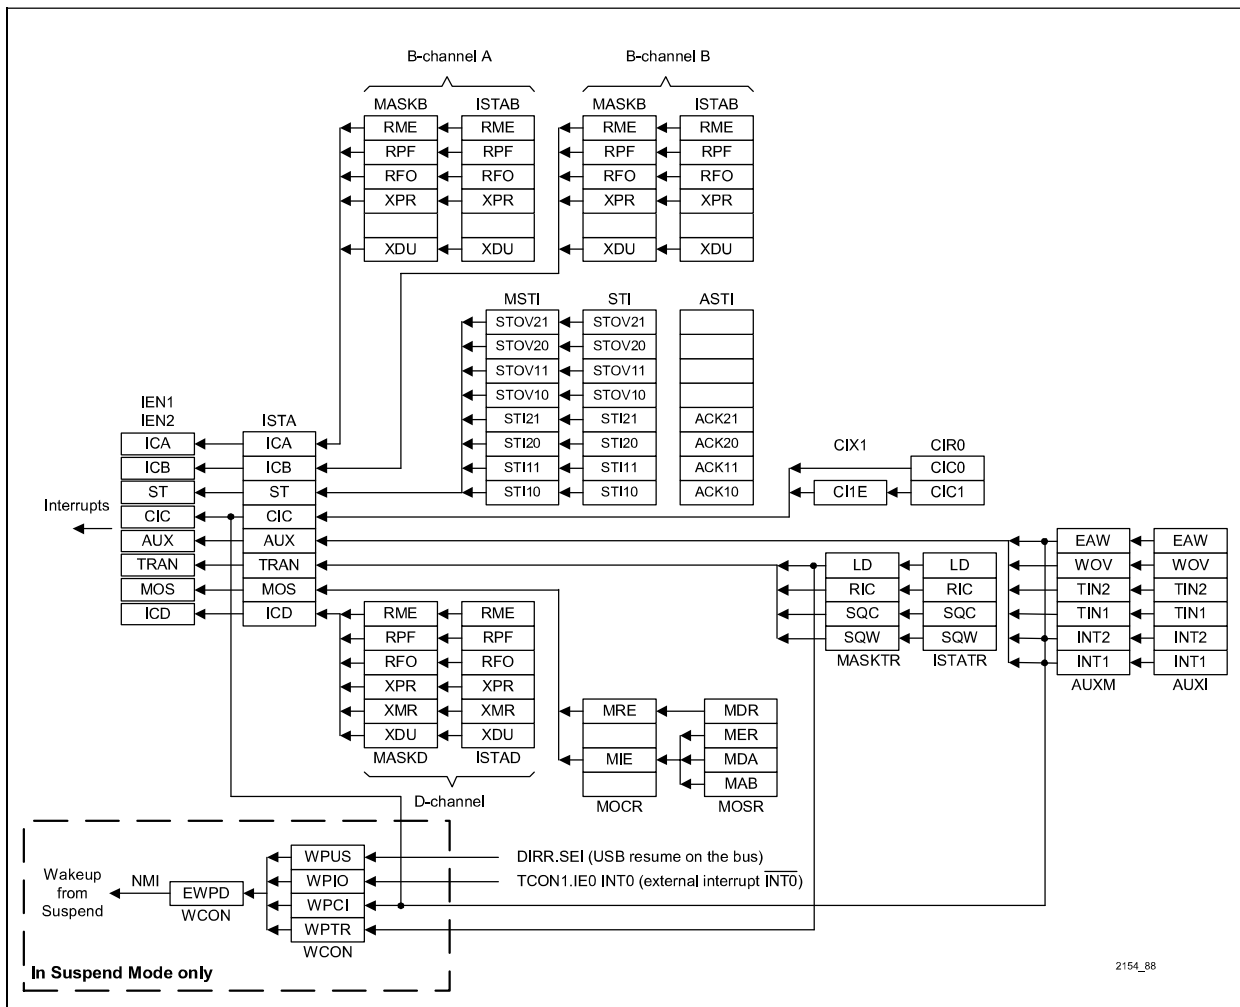 B-channel A B-channel B
MASKB ISTAB MASKB ISTAB
RME RME RME RME
RPF RPF RPF RPF
RFO RFO RFO RFO
XPR XPR XPR XPR
XDU XDU XDU XDU
MSTI STI ASTI
STOV21 STOV21
STOV20 STOV20
STOV11 STOV11
STOV10 STOV10
IEN1
IEN2 ISTA
STI21 STI21 ACK21
ICA ICA STI20 STI20 ACK20 CIX1 CIR0
ICB ICB STI11 STI11 ACK11 CIC0
ST ST STI10 STI10 ACK10 CI1E CIC1
Interrupts
CIC CIC
AUX AUX EAW EAW
TRAN TRAN LD LD WOV WOV
MOS MOS RIC RIC TIN2 TIN2
ICD ICD RME RME SQC SQC TIN1 TIN1
RPF RPF SQW SQW INT2 INT2
RFO RFO MASKTR ISTATR INT1 INT1
XPR XPR AUXM AUXI
XMR XMR MRE MDR
XDU XDU MER
MASKD ISTAD MIE MDA
MAB
D-channel MOCR MOSR
WPUS DIRR.SEI (USB resume on the bus)
WPIO TCON1.IE0 INT0 (external interrupt INT0)
Wakeup
from
Suspend
NMI EWPD WPCI
WCON WPTR
WCON
In Suspend Mode only
2154_88